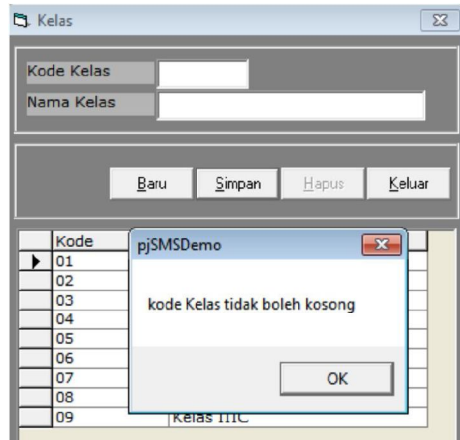 Kelas
Kode Kelas
Nama Kelas
Baru Simpan Hapus Keluar
Kode
pjSMSDemo
01
02
kode Kelas tidak boleh kosong
03
04
05
06
07
OK
08
09 Kelas IIIC